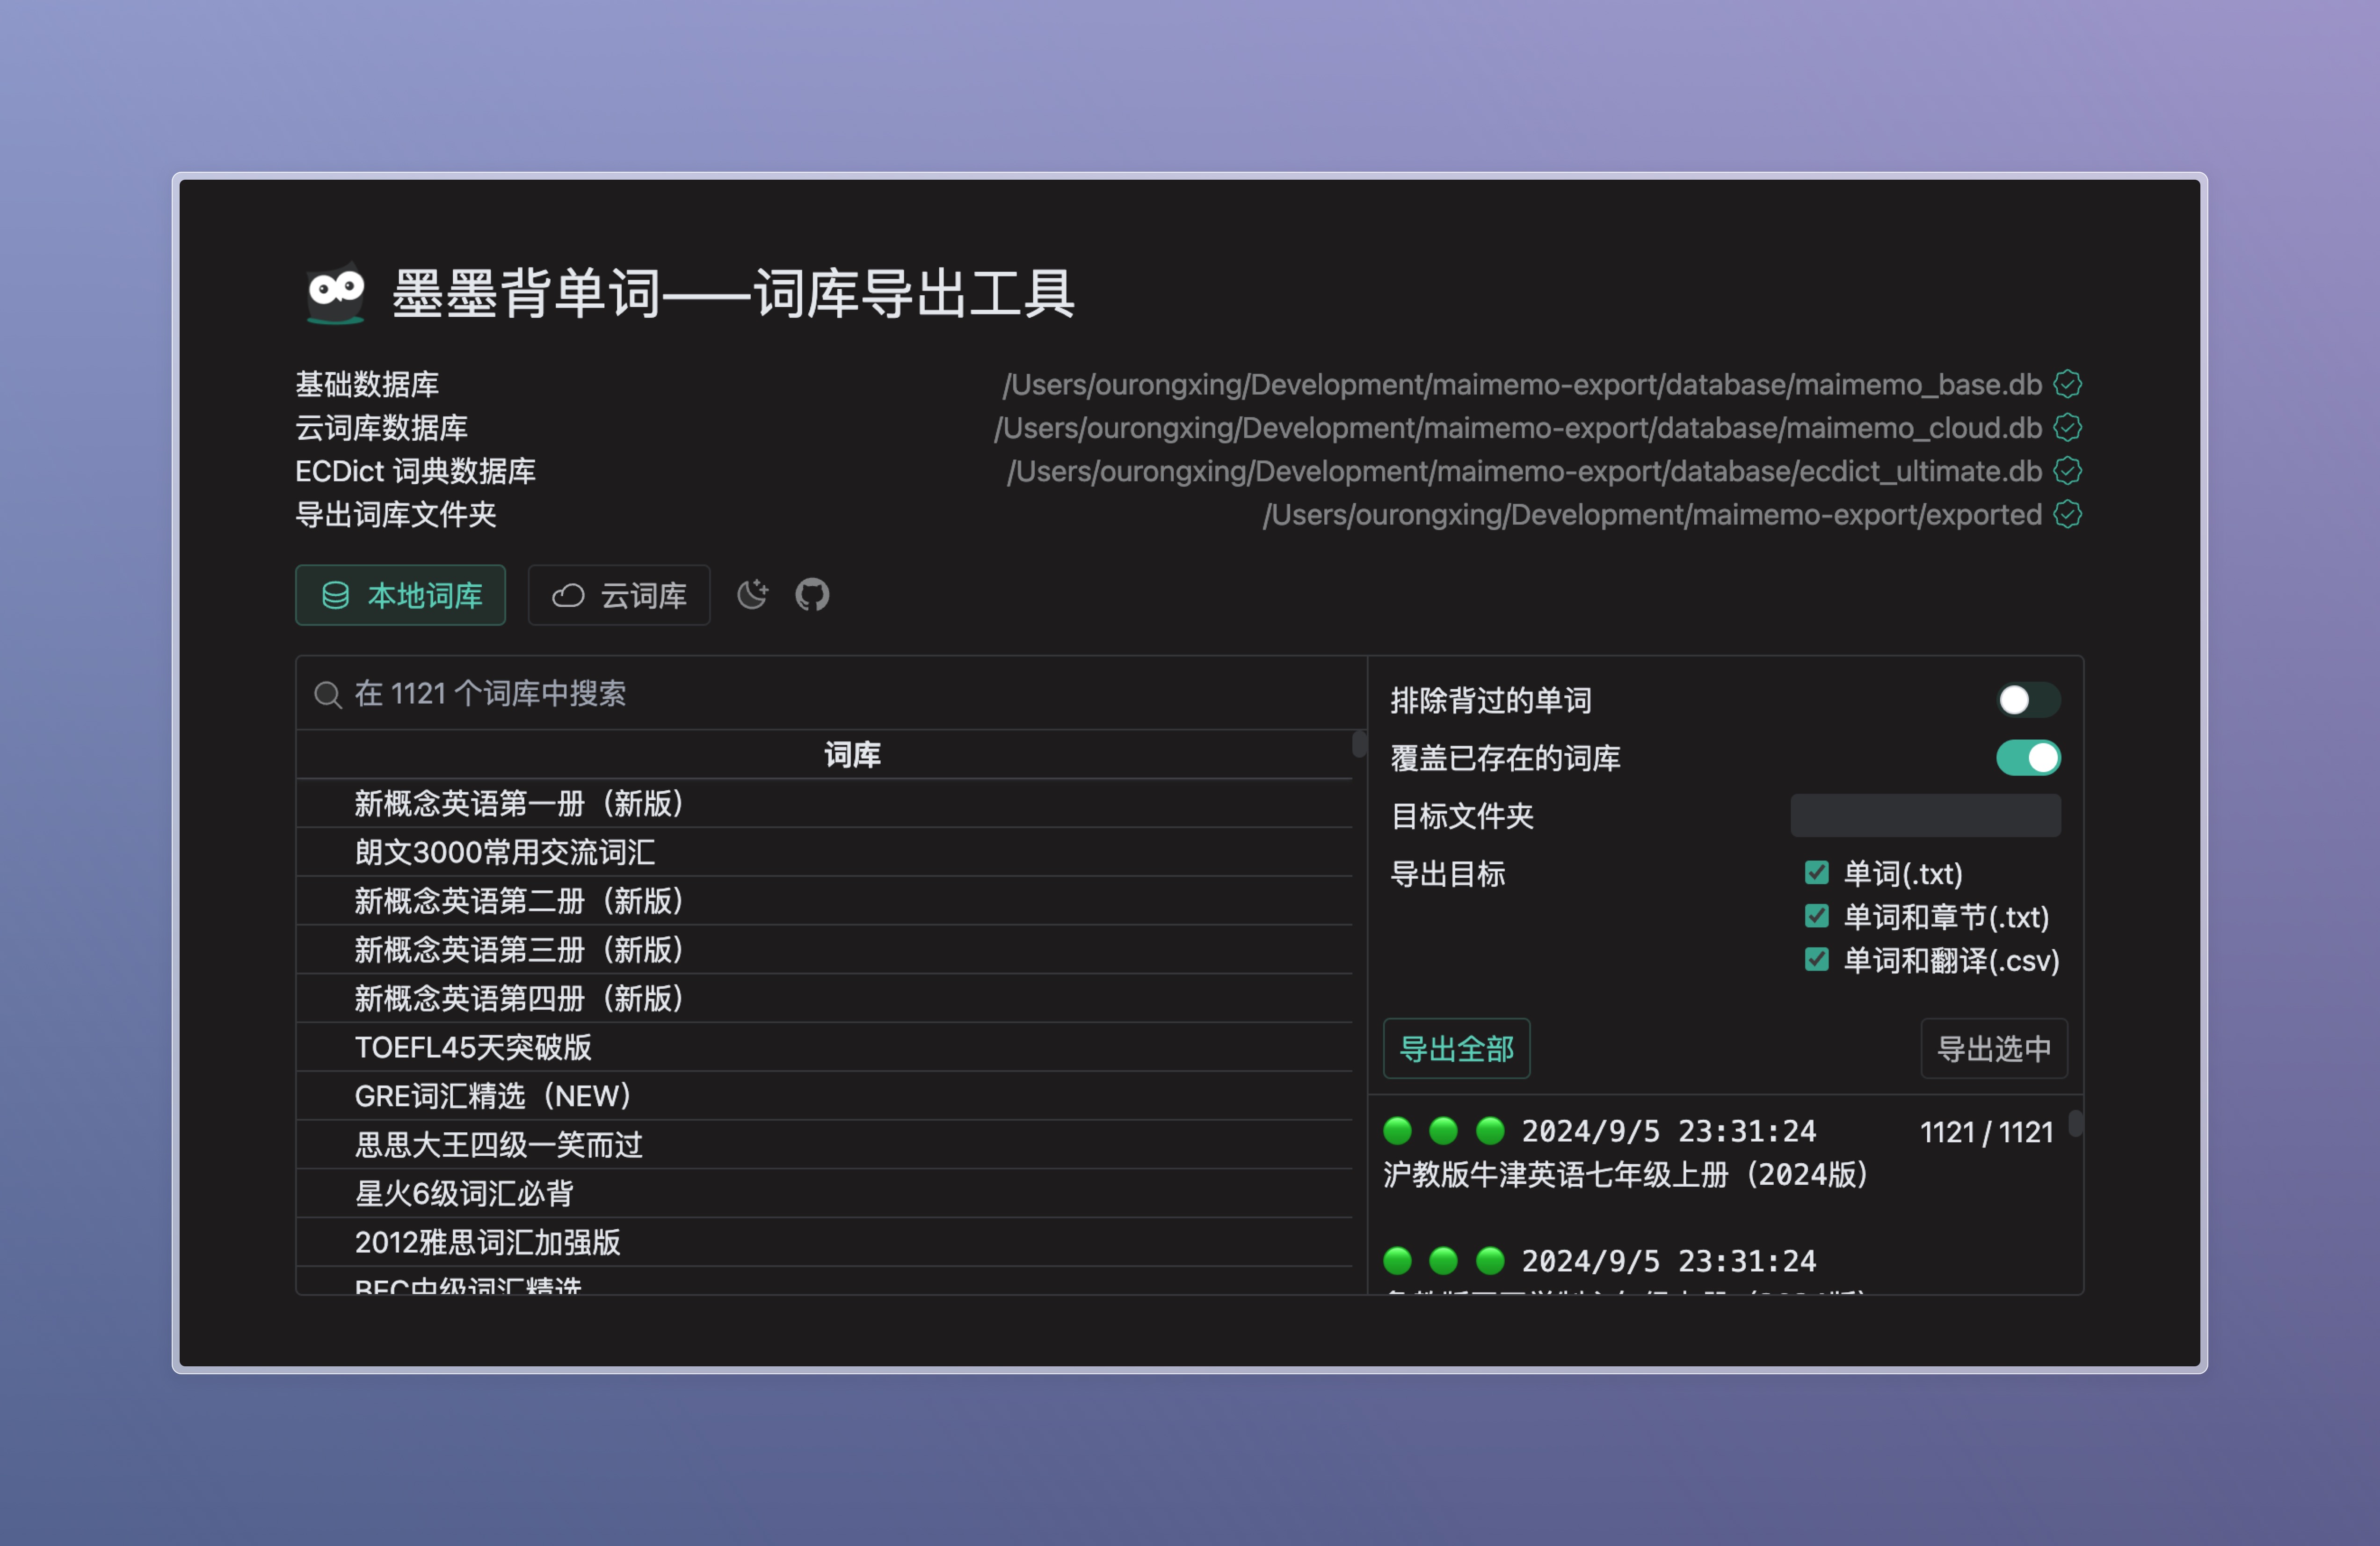 墨墨背单词——词库导出工具
基础数据库 /Users/ourongxing/Development/maimemo-export/database/maimemo_base.db
云词库数据库 /Users/ourongxing/Development/maimemo-export/database/maimemo_cloud.db
ECDict 词典数据库 /Users/ourongxing/Development/maimemo-export/database/ecdict_ultimate.db
导出词库文件夹 /Users/ourongxing/Development/maimemo-export/exported
本地词库 云词库
在 1121 个词库中搜索
词库
新概念英语第一册（新版）
朗文3000常用交流词汇
新概念英语第二册（新版）
新概念英语第三册（新版）
新概念英语第四册（新版）
TOEFL45天突破版
GRE词汇精选（NEW）
思思大王四级一笑而过
星火6级词汇必背
2012雅思词汇加强版
BEC中级词汇精选
排除背过的单词
覆盖已存在的词库
目标文件夹
导出目标
单词(.txt)
单词和章节(.txt)
单词和翻译(.csv)
导出全部 导出选中
2024/9/5 23:31:24 1121 / 1121
沪教版牛津英语七年级上册（2024版）
2024/9/5 23:31:24